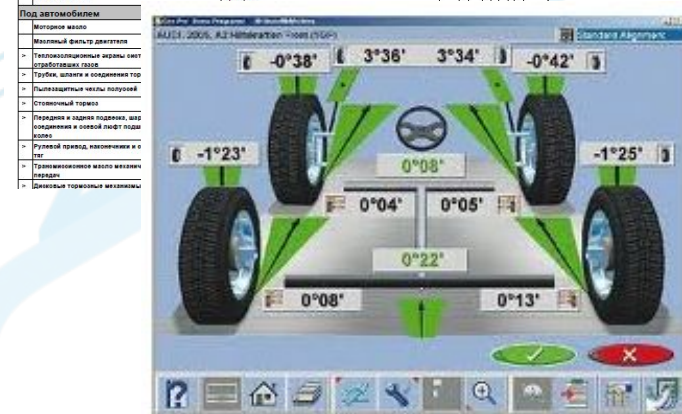 Под автомобилем
Моторное масло
Масляный фильтр двигателя
> Теплоизоляционные экраны сист
отработавших газов
> Трубки, шланги и соединения тор
> Пылезащитные чехлы полуосей
> Стояночный тормоз
> Передняя и задняя подвеска, шар
соединения и осевой люфт подш
колес
> Рулевой привод, наконечники и с
тяг
> Трансмиссионное масло механич
передач
> Дисковые тормозные механизмы
AUDI, 2005, A2
Standard Alignment
-0°38' 3°36' 3°34' -0°42'
-1°23' 0°08' -1°25'
0°04' 0°05'
0°22'
0°08' 0°13'